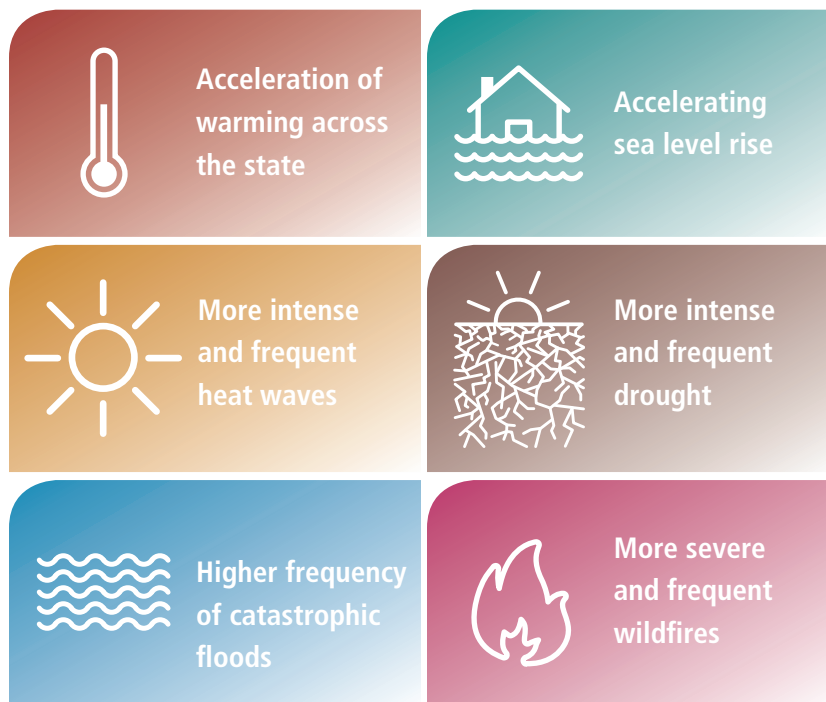 Acceleration of
warming across
the state
Accelerating
sea level rise
More intense
and frequent
heat waves
More intense
and frequent
drought
Higher frequency
of catastrophic
floods
More severe
and frequent
wildfires